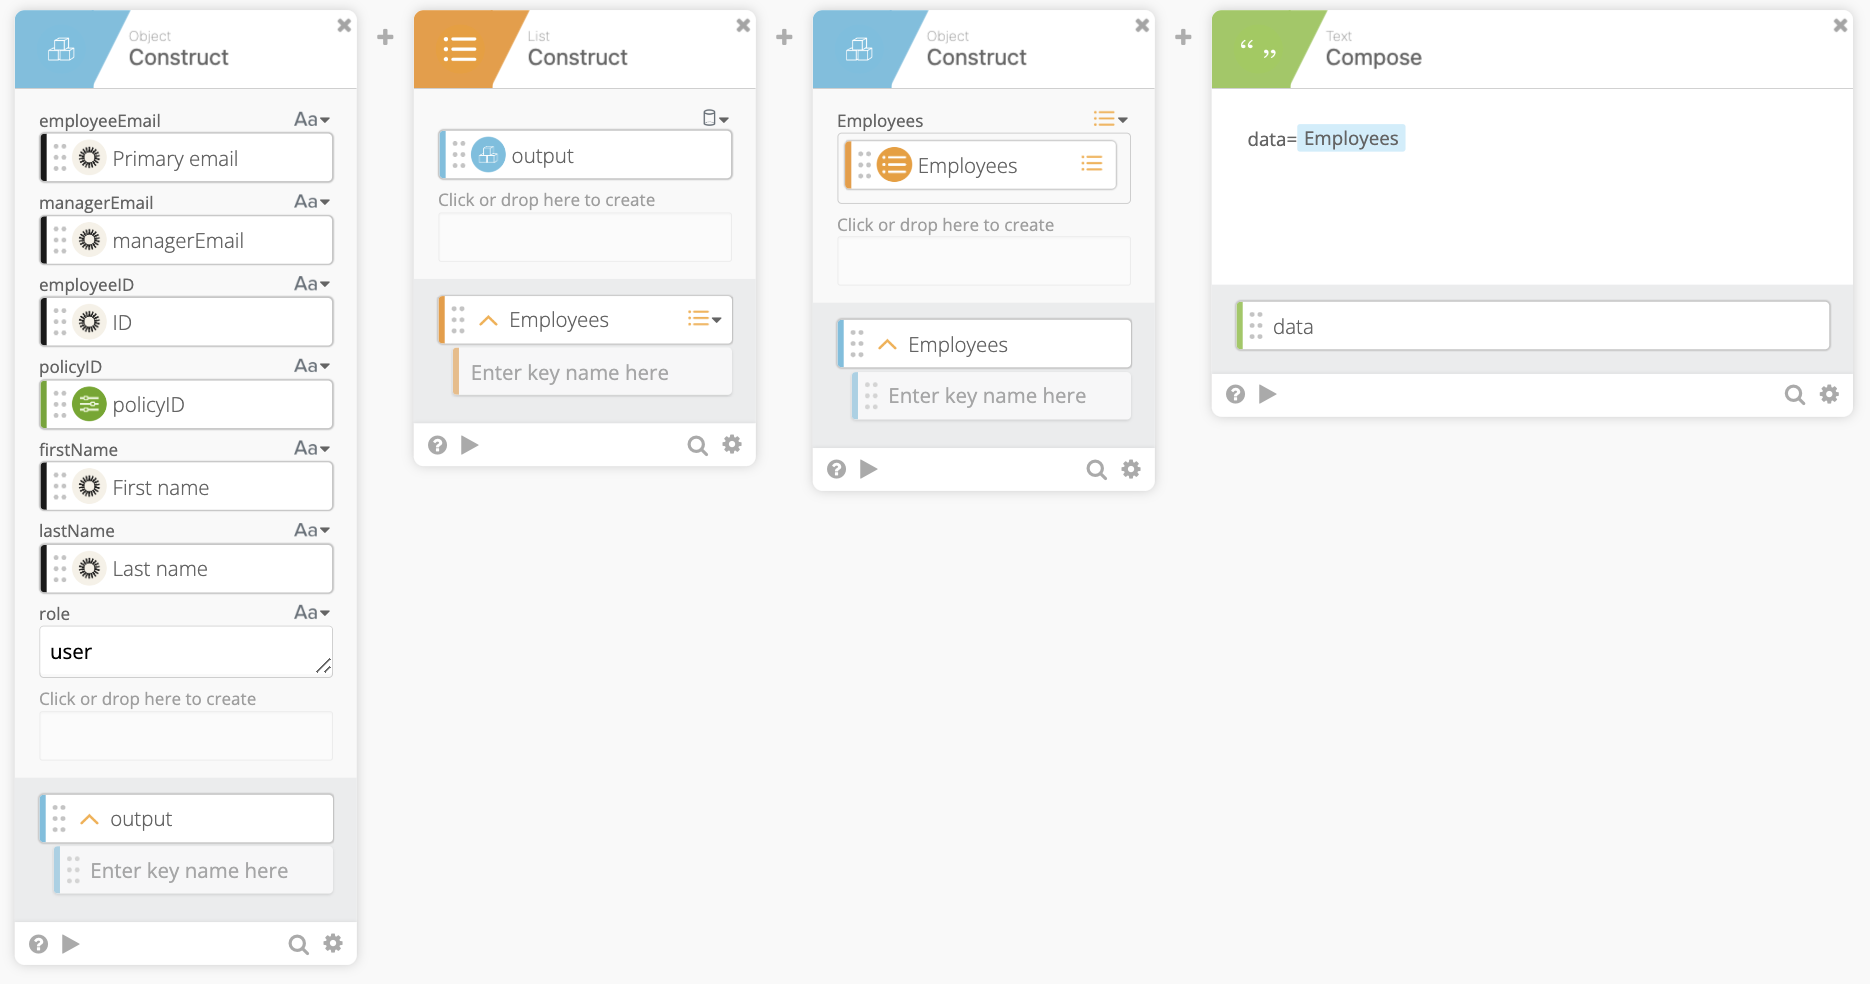 Object
Construct
employeeEmail
Aa
Primary email
managerEmail
Aa
managerEmail
employeeID
Aa
ID
policyID
Aa
policyID
firstName
Aa
First name
lastName
Aa
Last name
role
Aa
user
Click or drop here to create
output
Enter key name here
List
Construct
output
Click or drop here to create
Employees
Enter key name here
Object
Construct
Employees
Employees
Click or drop here to create
Employees
Enter key name here
“ ”
Text
Compose
data= Employees
data